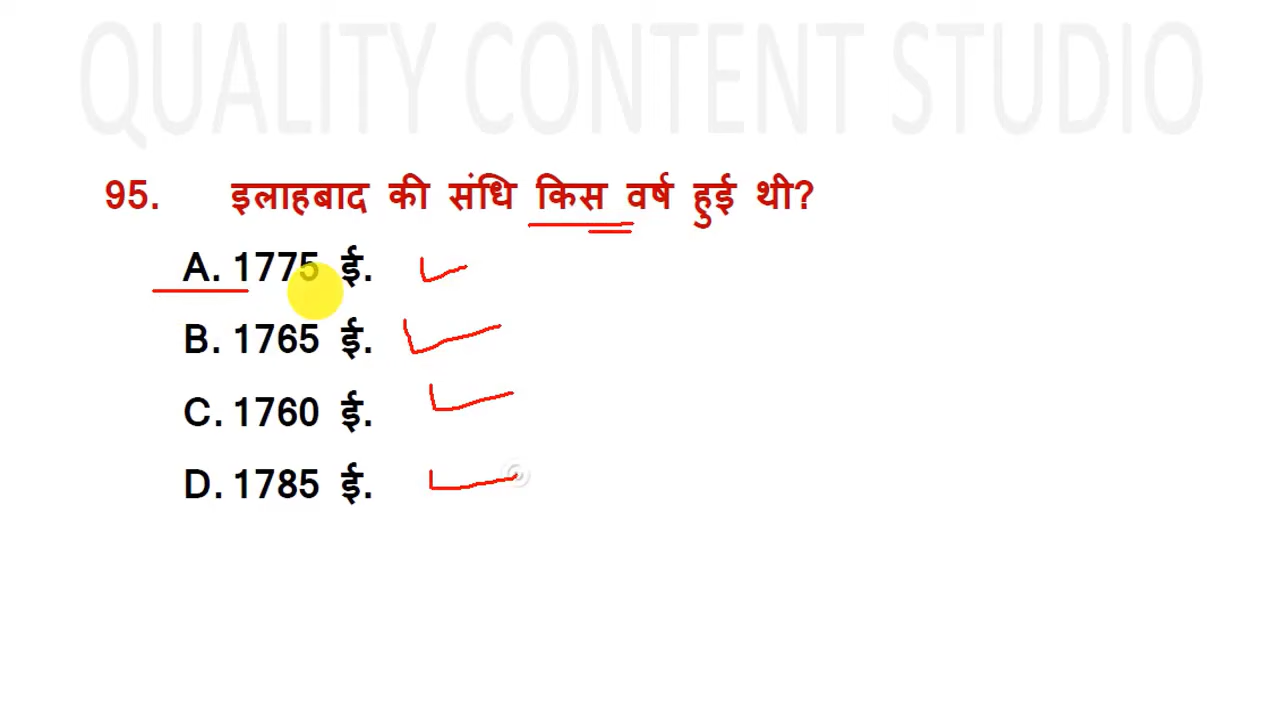 QUALITY CONTENT STUDIO
95. इलाहबाद की संधि किस वर्ष हुई थी?
A. 1775 ई.
B. 1765 ई.
C. 1760 ई.
D. 1785 ई.